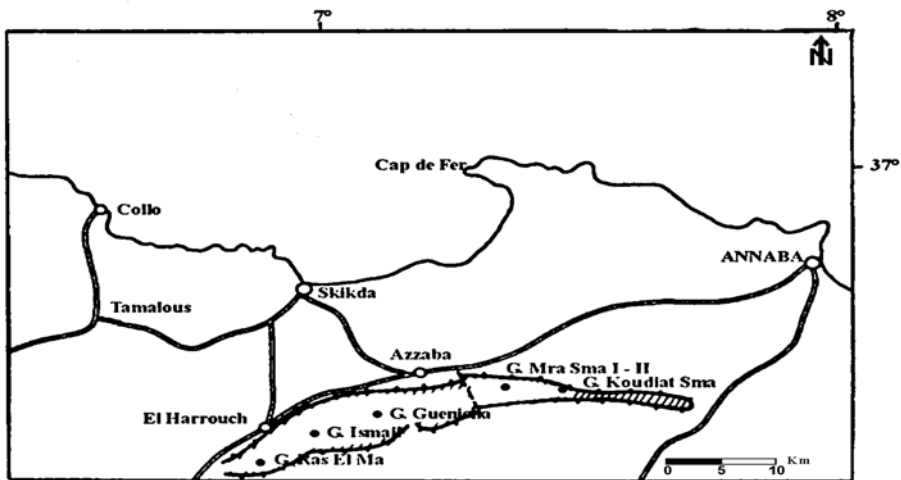 7°
8°
N
Cap de Fer
37°
Collo
ANNABA
Skikda
Tamalous
Azzaba
G. Mra Sma I - II
G. Koudiat Sma
El Harrouch
G. Guenicha
G. Ismail
G. Ras El Ma
Km
0 5 10